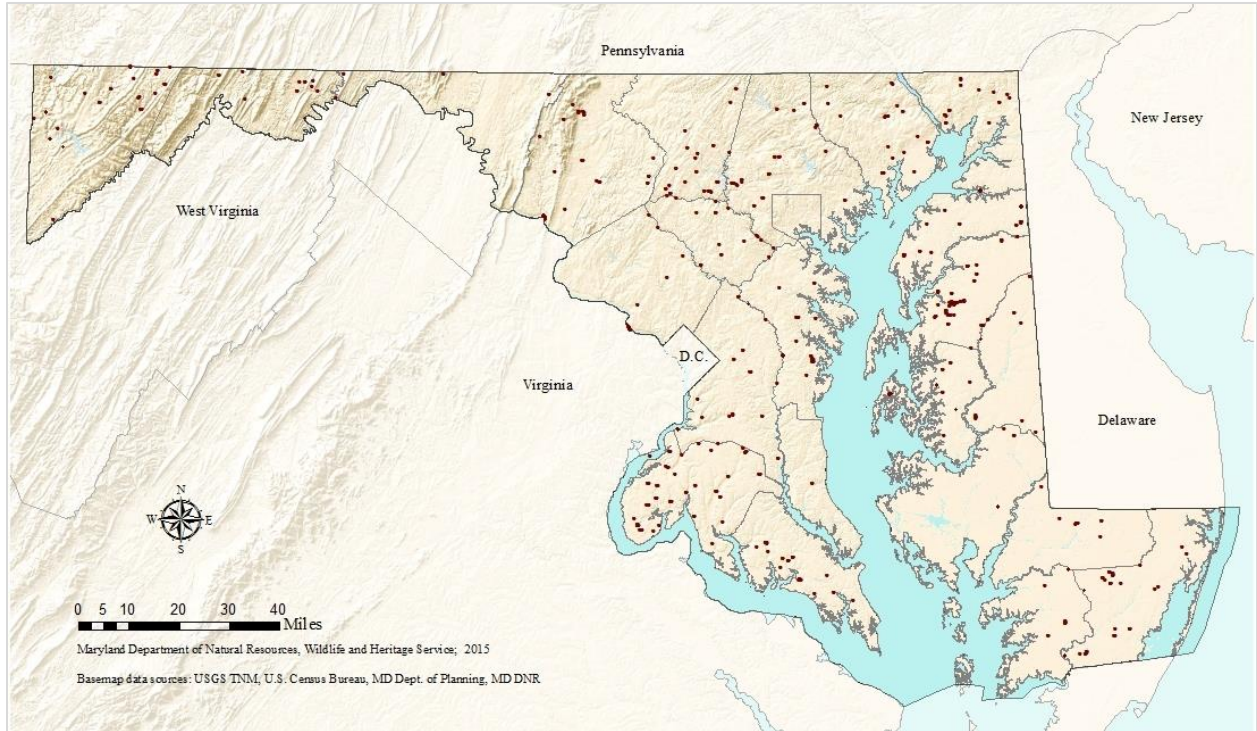 Pennsylvania
New Jersey
West Virginia
D.C.
Virginia
Delaware
N
W E
S
0 5 10 20 30 40
Miles
Maryland Department of Natural Resources, Wildlife and Heritage Service; 2015
Basemap data sources: USGS TNM, U.S. Census Bureau, MD Dept. of Planning, MD DNR